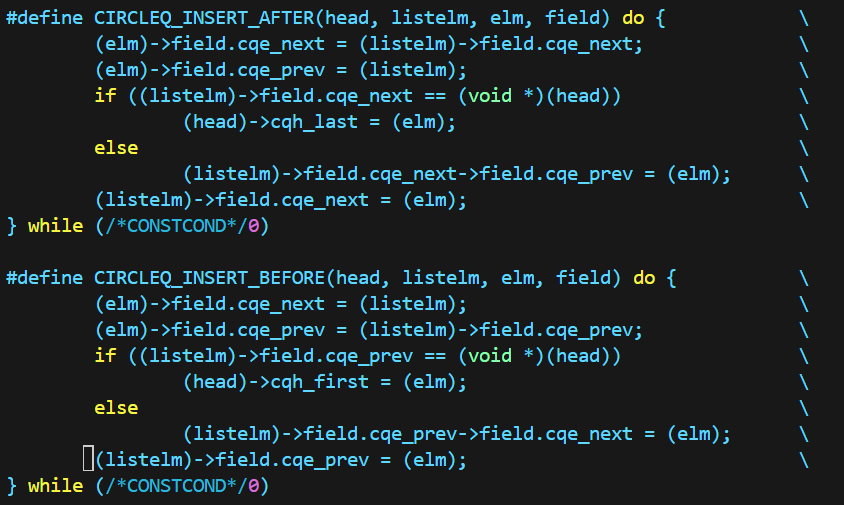 #define CIRCLEQ_INSERT_AFTER(head, listelm, elm, field) do { \
(elm)->field.cqe_next = (listelm)->field.cqe_next; \
(elm)->field.cqe_prev = (listelm); \
if ((listelm)->field.cqe_next == (void *)(head)) \
(head)->cqh_last = (elm); \
else \
(listelm)->field.cqe_next->field.cqe_prev = (elm); \
(listelm)->field.cqe_next = (elm); \
} while (/*CONSTCOND*/0)

#define CIRCLEQ_INSERT_BEFORE(head, listelm, elm, field) do { \
(elm)->field.cqe_next = (listelm); \
(elm)->field.cqe_prev = (listelm)->field.cqe_prev; \
if ((listelm)->field.cqe_prev == (void *)(head)) \
(head)->cqh_first = (elm); \
else \
(listelm)->field.cqe_prev->field.cqe_next = (elm); \
(listelm)->field.cqe_prev = (elm); \
} while (/*CONSTCOND*/0)